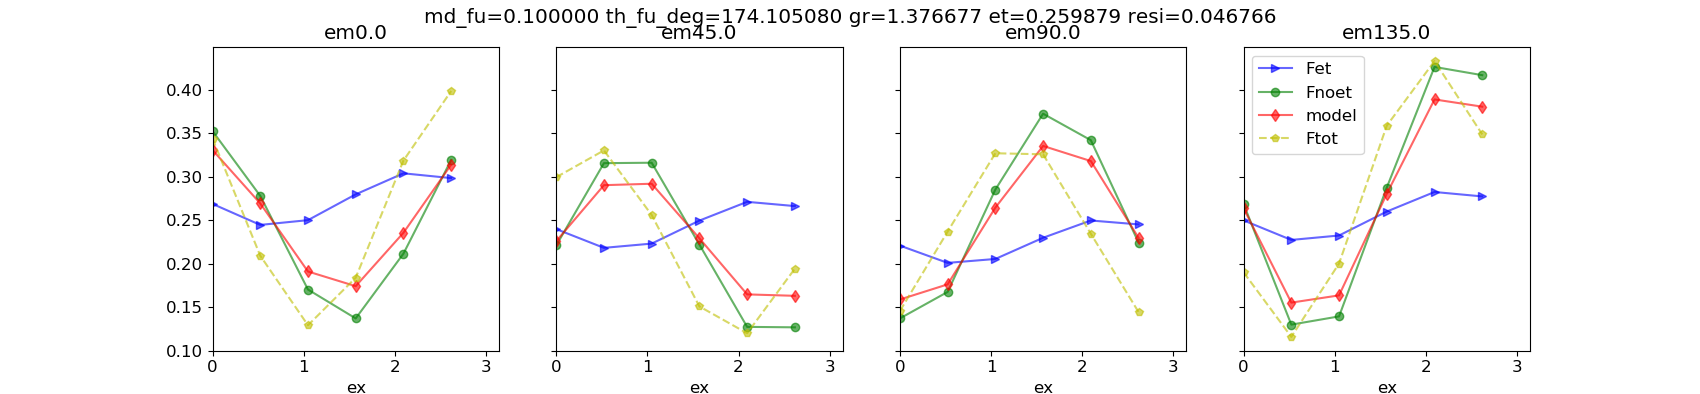 md_fu=0.100000 th_fu_deg=174.105080 gr=1.376677 et=0.259879 resi=0.046766
em0.0 em45.0 em90.0 em135.0
0.40
0.35
0.30
0.25
0.20
0.15
0.10
Fet
Fnoet
model
Ftot
0 1 2 3 0 1 2 3 0 1 2 3 0 1 2 3
ex ex ex ex